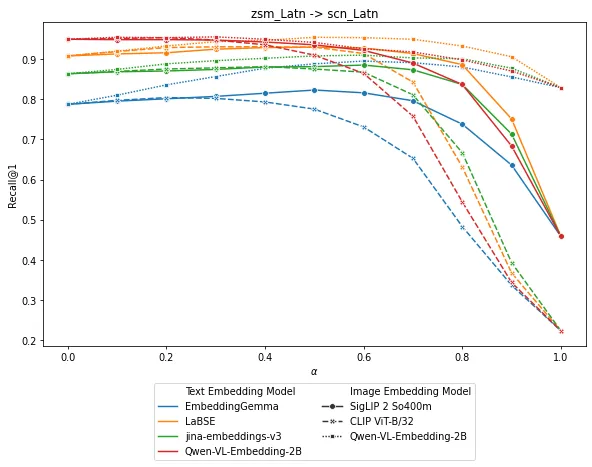 zsm_Latn -> scn_Latn
Recall@1
0.9
0.8
0.7
0.6
0.5
0.4
0.3
0.2
0.0 0.2 0.4 0.6 0.8 1.0
α
Text Embedding Model Image Embedding Model
EmbeddingGemma SigLIP 2 So400m
LaBSE CLIP ViT-B/32
jina-embeddings-v3 Qwen-VL-Embedding-2B
Qwen-VL-Embedding-2B